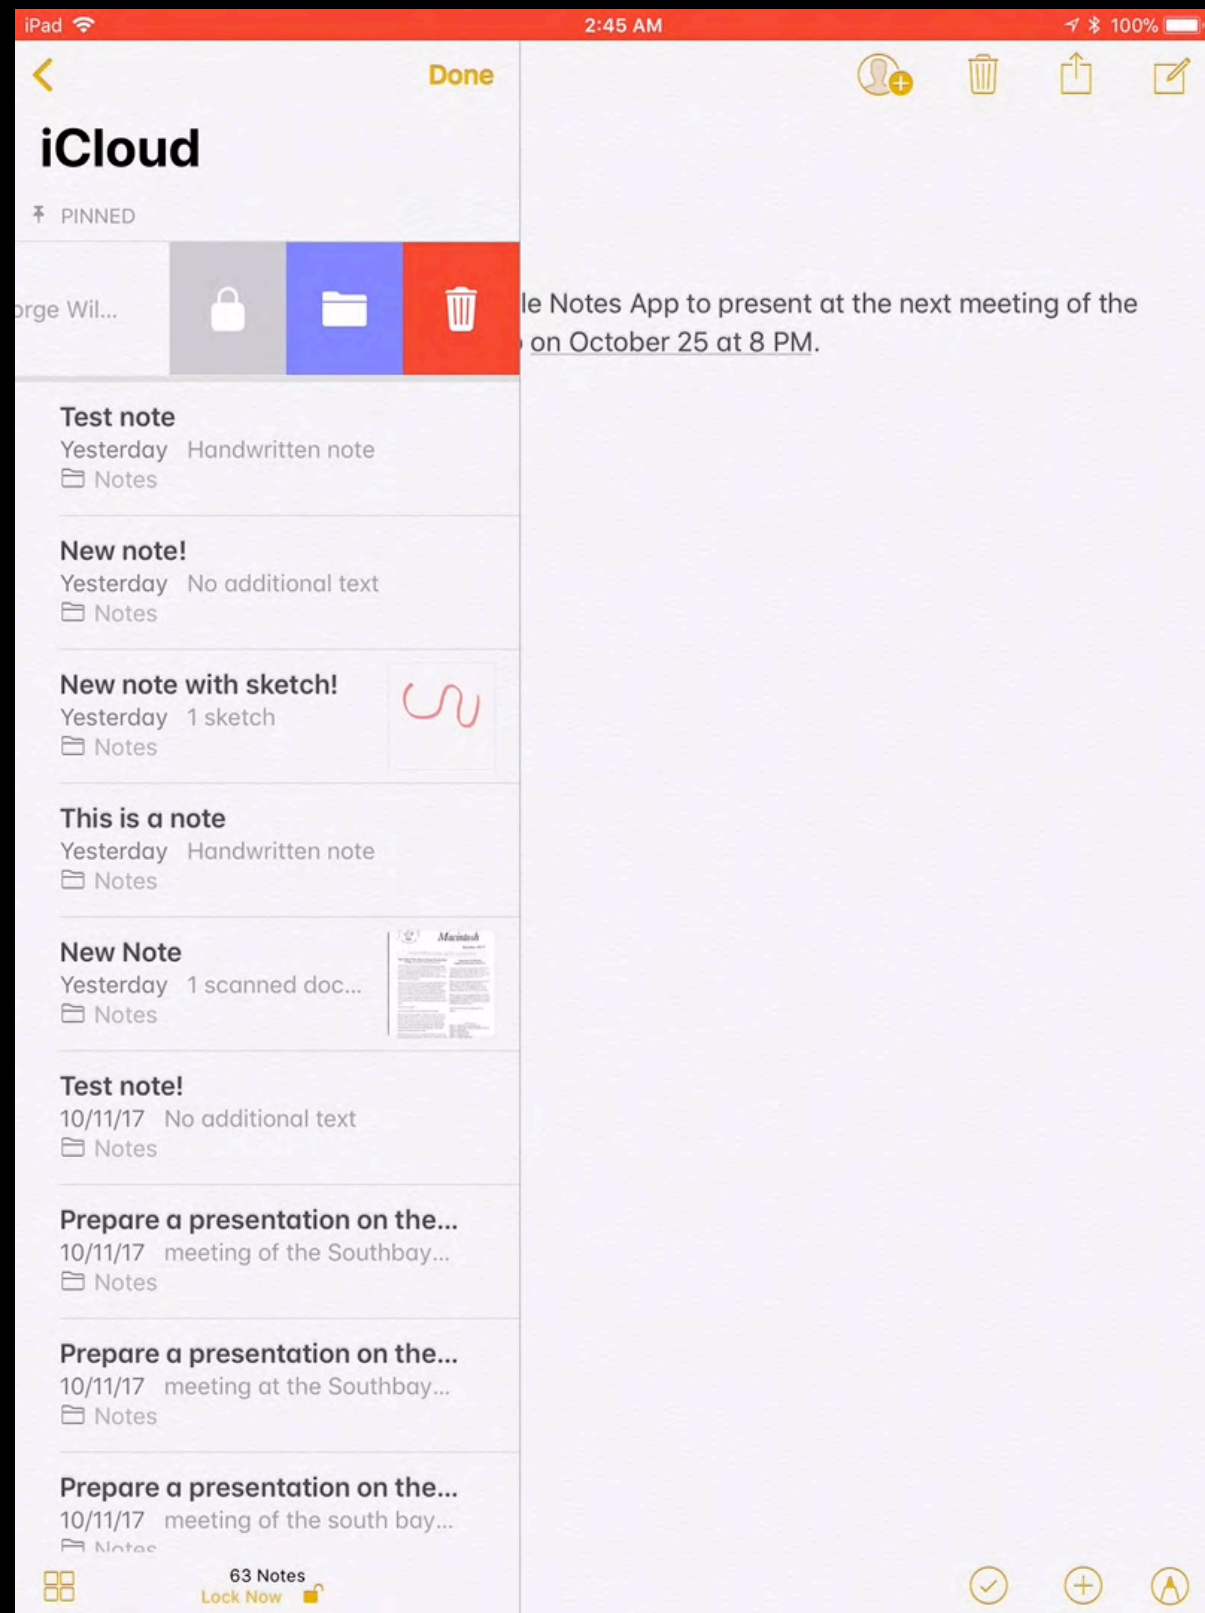 iPad 2:45 AM 100%
Done
iCloud
PINNED
orge Wil...
le Notes App to present at the next meeting of the
on October 25 at 8 PM.
Test note
Yesterday Handwritten note
Notes
New note!
Yesterday No additional text
Notes
New note with sketch!
Yesterday 1 sketch
Notes
This is a note
Yesterday Handwritten note
Notes
New Note
Yesterday 1 scanned doc...
Notes
Macintosh
Test note!
10/11/17 No additional text
Notes
Prepare a presentation on the...
10/11/17 meeting of the Southbay...
Notes
Prepare a presentation on the...
10/11/17 meeting at the Southbay...
Notes
Prepare a presentation on the...
10/11/17 meeting of the south bay...
Notes
63 Notes
Lock Now